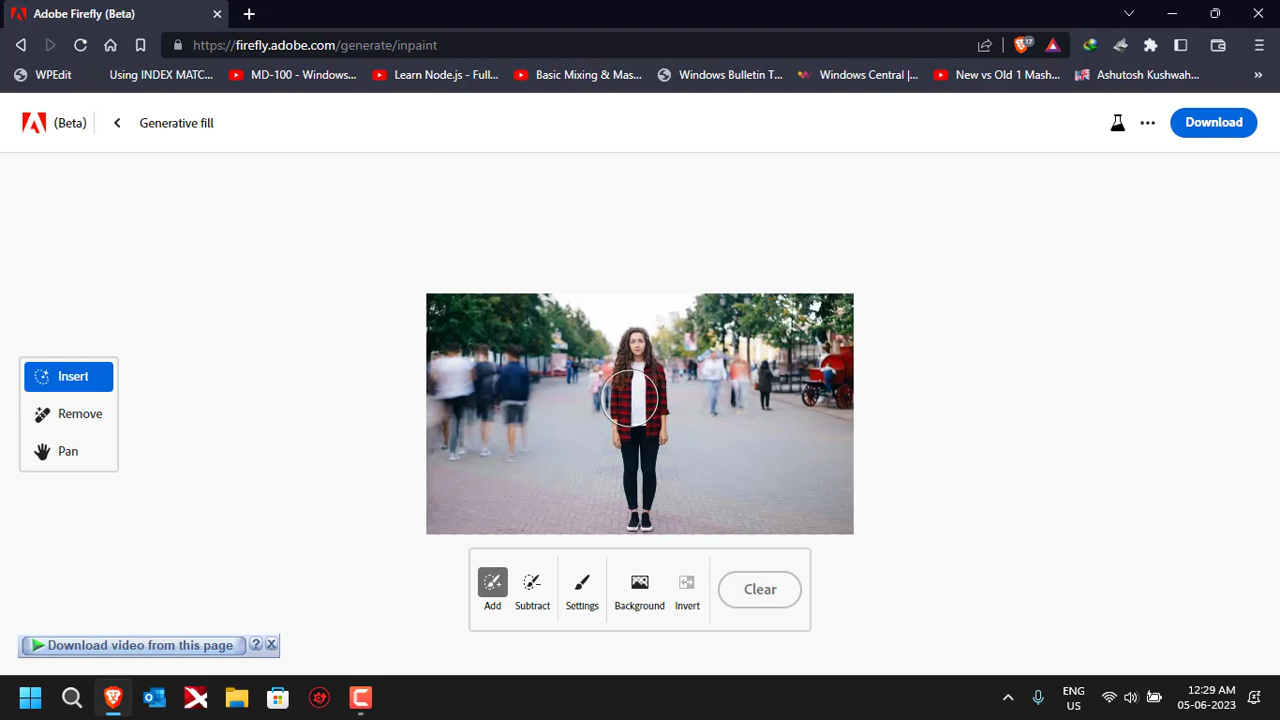 Adobe Firefly (Beta)
https://firefly.adobe.com/generate/inpaint
17
WPEdit
Using INDEX MATC...
MD-100 - Windows...
Learn Node.js - Full...
Basic Mixing & Mas...
Windows Bulletin T...
Windows Central |...
New vs Old 1 Mash...
Ashutosh Kushwah...
»
(Beta)
Generative fill
Download
Insert
Remove
Pan
Add
Subtract
Settings
Background
Invert
Clear
Download video from this page
?
ENG
US
12:29 AM
05-06-2023